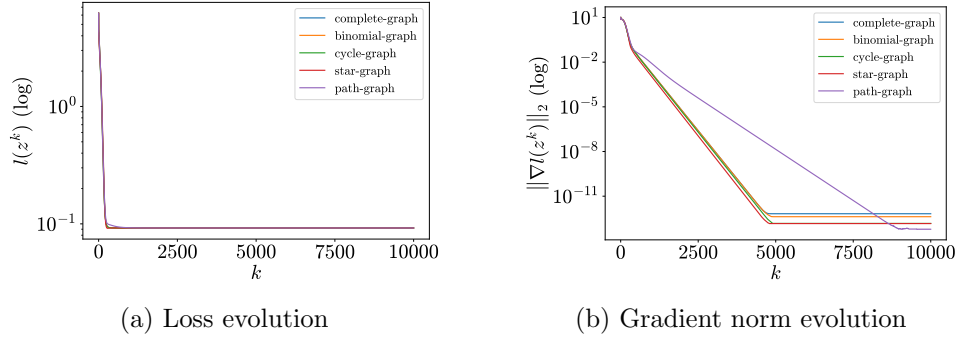 l(z^k) (log)
10^0
10^{-1}
0
2500
5000
7500
10000
k
complete-graph
binomial-graph
cycle-graph
star-graph
path-graph
(a) Loss evolution
||∇l(z^k)||_2 (log)
10^1
10^{-2}
10^{-5}
10^{-8}
10^{-11}
0
2500
5000
7500
10000
k
complete-graph
binomial-graph
cycle-graph
star-graph
path-graph
(b) Gradient norm evolution